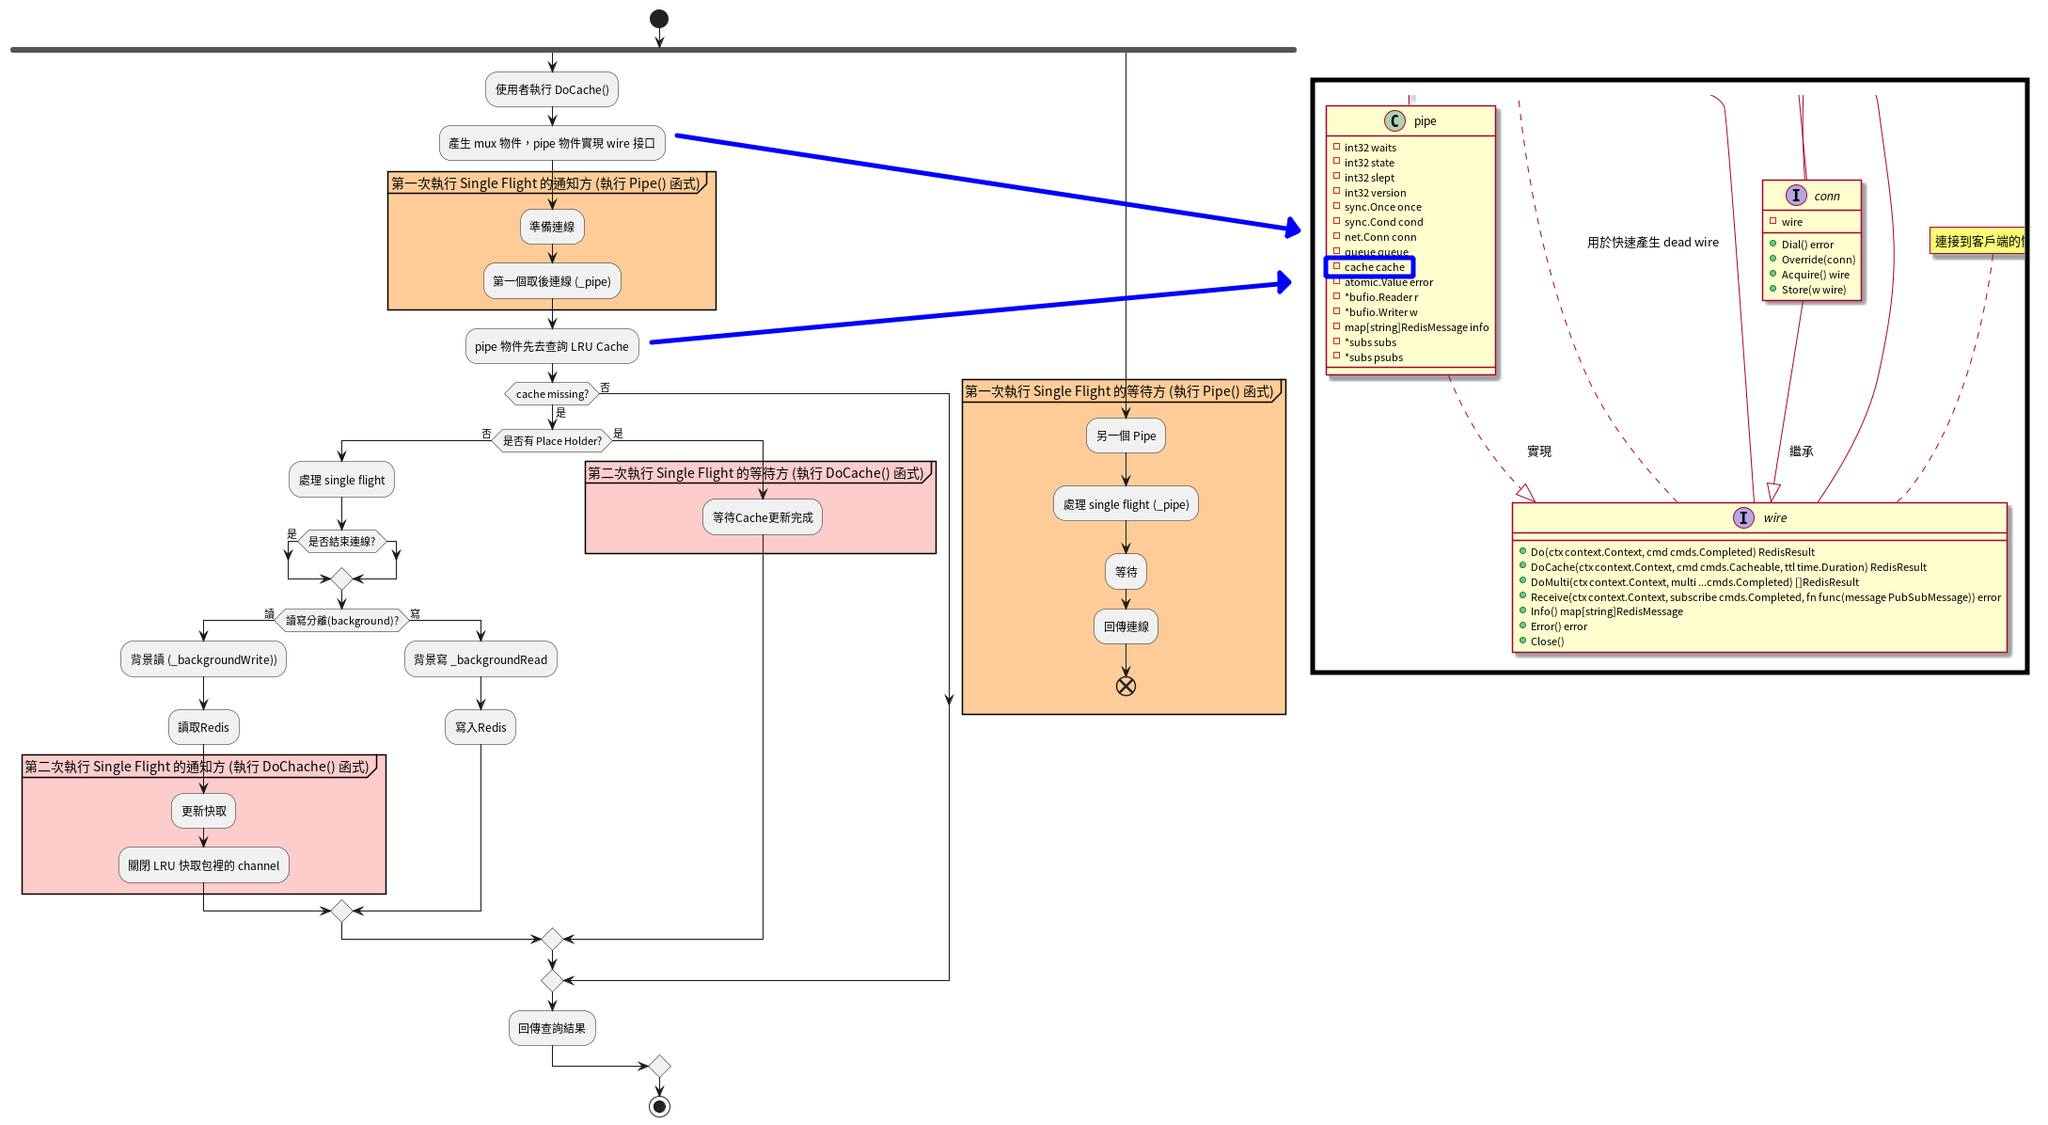 使用者執行 DoCache()
產生 mux 物件，pipe 物件實現 wire 接口
第一次執行 Single Flight 的通知方 (執行 Pipe() 函式)
準備連線
第一個取後連線 (_pipe)
pipe 物件先去查詢 LRU Cache
cache missing?
否
是
是否有 Place Holder?
否
是
處理 single flight
是否結束連線?
是
讀寫分離(background)?
讀
寫
背景讀 (_backgroundWrite))
背景寫 _backgroundRead
讀取Redis
寫入Redis
第二次執行 Single Flight 的通知方 (執行 DoChache() 函式)
更新快取
關閉 LRU 快取包裡的 channel
第二次執行 Single Flight 的等待方 (執行 DoCache() 函式)
等待Cache更新完成
回傳查詢結果
第一次執行 Single Flight 的等待方 (執行 Pipe() 函式)
另一個 Pipe
處理 single flight (_pipe)
等待
回傳連線
C pipe
int32 waits
int32 state
int32 slept
int32 version
sync.Once once
sync.Cond cond
net.Conn conn
queue queue
cache cache
atomic.Value error
*bufio.Reader r
*bufio.Writer w
map[string]RedisMessage info
*subs subs
*subs psubs
用於快速產生 dead wire
I conn
wire
Dial() error
Override(conn)
Acquire() wire
Store(w wire)
連接到客戶端的
實現
繼承
I wire
Do(ctx context.Context, cmd cmds.Completed) RedisResult
DoCache(ctx context.Context, cmd cmds.Cacheable, ttl time.Duration) RedisResult
DoMulti(ctx context.Context, multi ...cmds.Completed) []RedisResult
Receive(ctx context.Context, subscribe cmds.Completed, fn func(message PubSubMessage)) error
Info() map[string]RedisMessage
Error() error
Close()